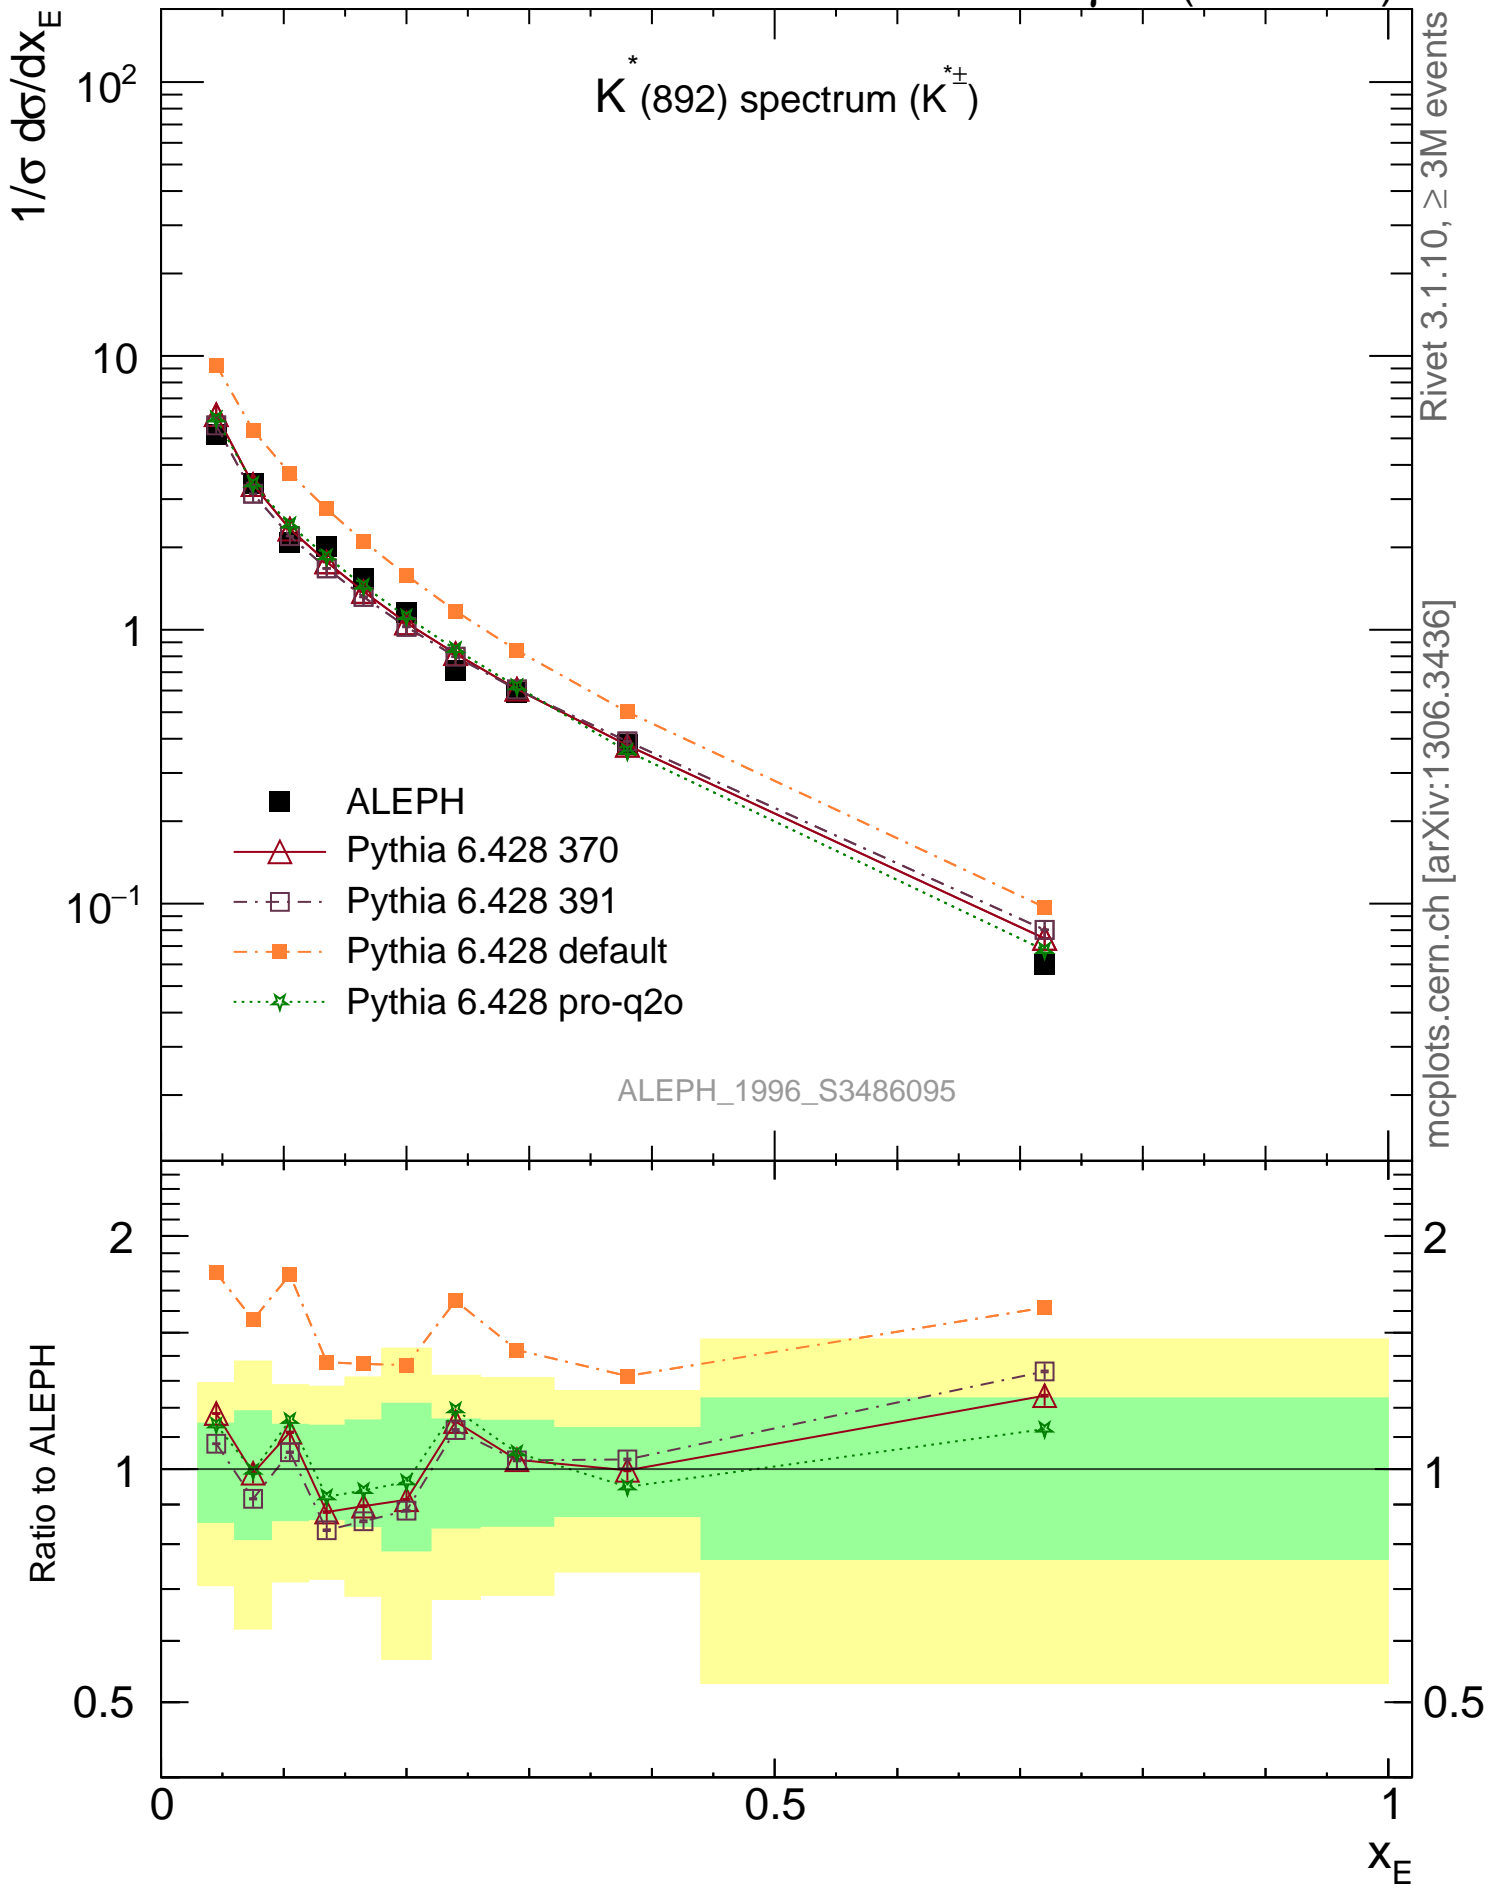 1/σ dσ/dx_E
K*(892) spectrum (K*±)
10²
10
1
10⁻¹
ALEPH
Pythia 6.428 370
Pythia 6.428 391
Pythia 6.428 default
Pythia 6.428 pro-q2o
ALEPH_1996_S3486095
Rivet 3.1.10, ≥ 3M events
mcplots.cern.ch [arXiv:1306.3436]
Ratio to ALEPH
2
1
0.5
2
1
0.5
0
0.5
1
x_E